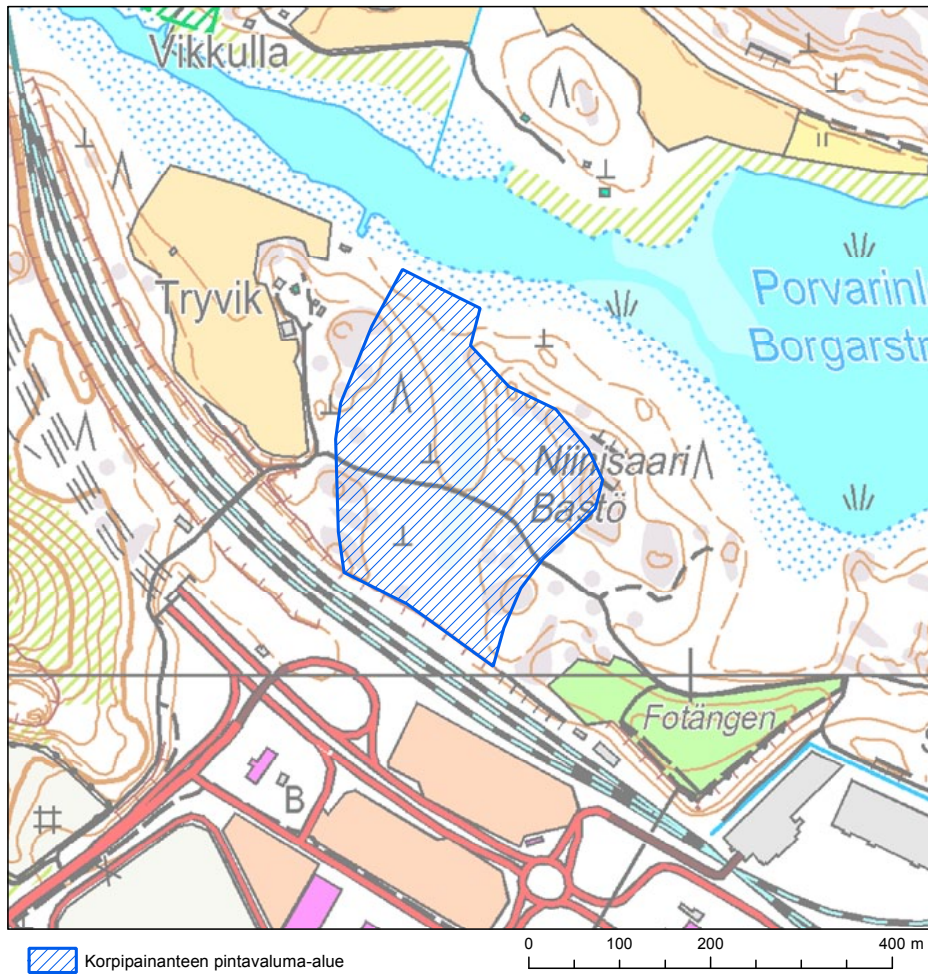 Vikkulla
Tryvik
Porvarinl
Borgarstr
Niinisaari
Bastö
Fotängen
B
Korpipainanteen pintavaluma-alue
0 100 200 400 m